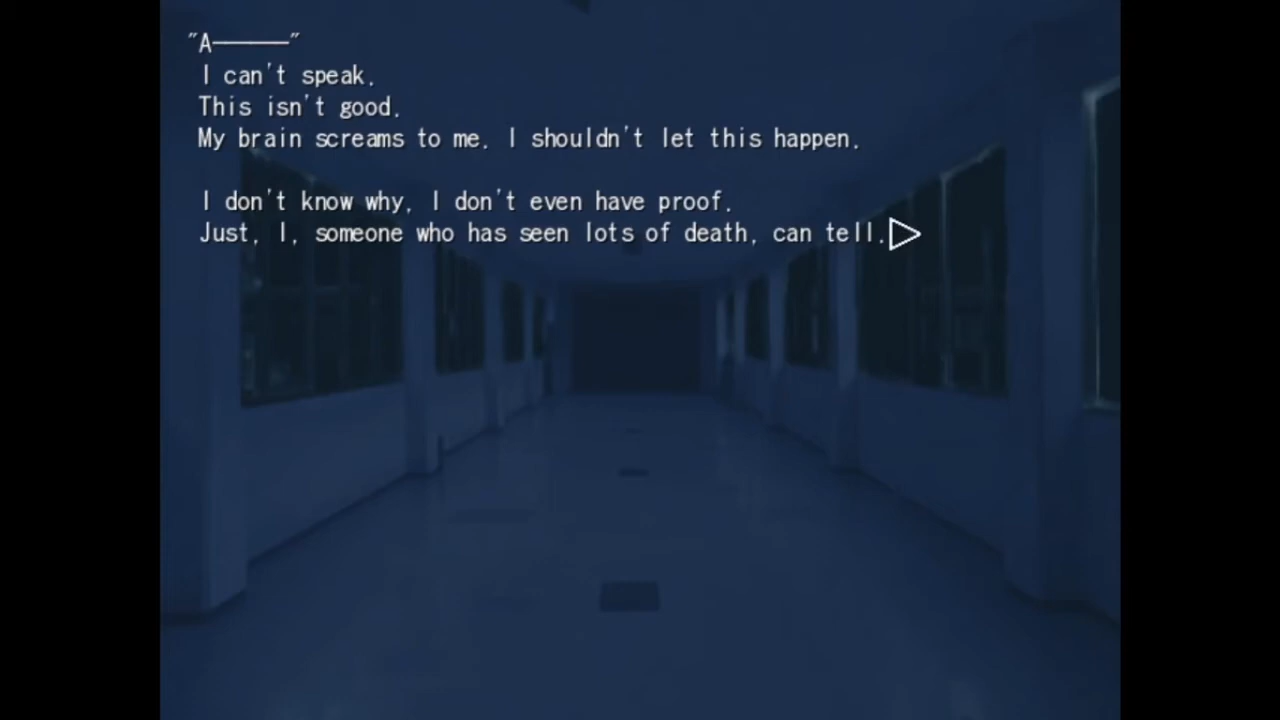 "A─────"
I can't speak.
This isn't good.
My brain screams to me. I shouldn't let this happen.
I don't know why, I don't even have proof.
Just, I, someone who has seen lots of death, can tell.